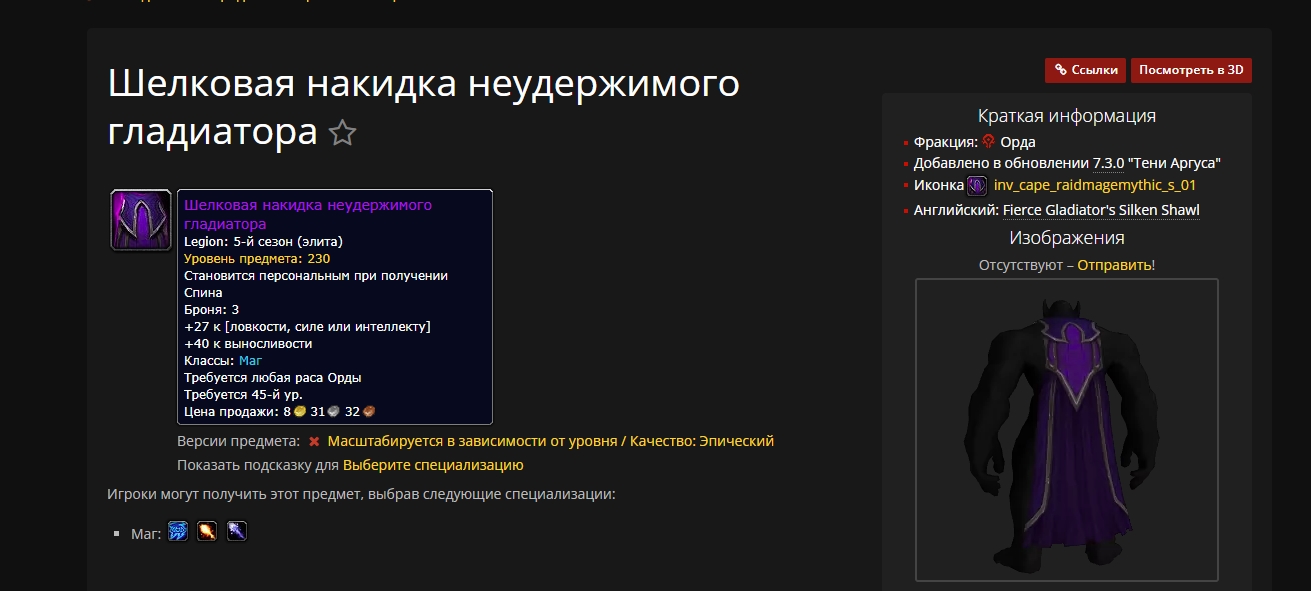 Шелковая накидка неудержимого
гладиатора
Шелковая накидка неудержимого
гладиатора
Legion: 5-й сезон (элита)
Уровень предмета: 230
Становится персональным при получении
Спина
Броня: 3
+27 к [ловкости, силе или интеллекту]
+40 к выносливости
Классы: Маг
Требуется любая раса Орды
Требуется 45-й ур.
Цена продажи: 8 31 32
Версии предмета: Масштабируется в зависимости от уровня / Качество: Эпический
Показать подсказку для Выберите специализацию
Игроки могут получить этот предмет, выбрав следующие специализации:
Маг:
Ссылки
Посмотреть в 3D
Краткая информация
Фракция: Орда
Добавлено в обновлении 7.3.0 "Тени Аргуса"
Иконка inv_cape_raidmagemythic_s_01
Английский: Fierce Gladiator's Silken Shawl
Изображения
Отсутствуют – Отправить!